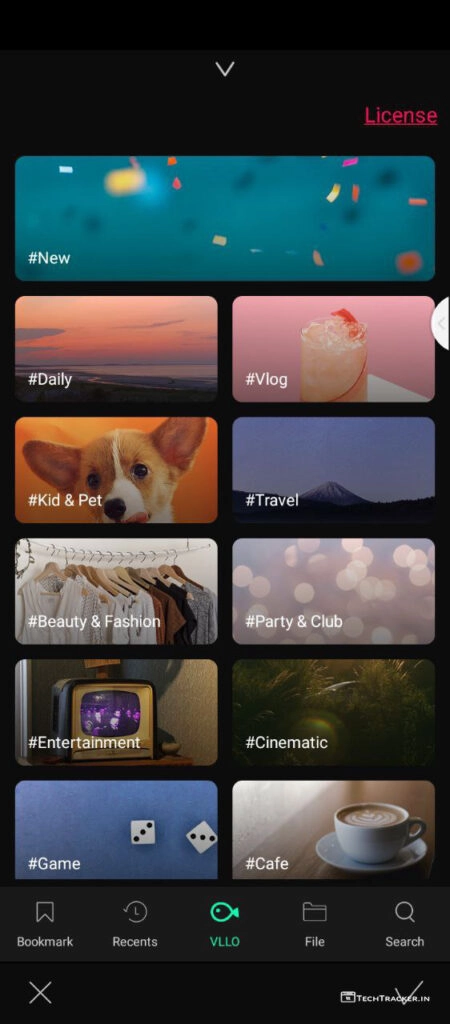 License
#New
#Daily
#Vlog
#Kid & Pet
#Travel
#Beauty & Fashion
#Party & Club
#Entertainment
#Cinematic
#Game
#Cafe
Bookmark
Recents
VLLO
File
Search
TechTracker.in